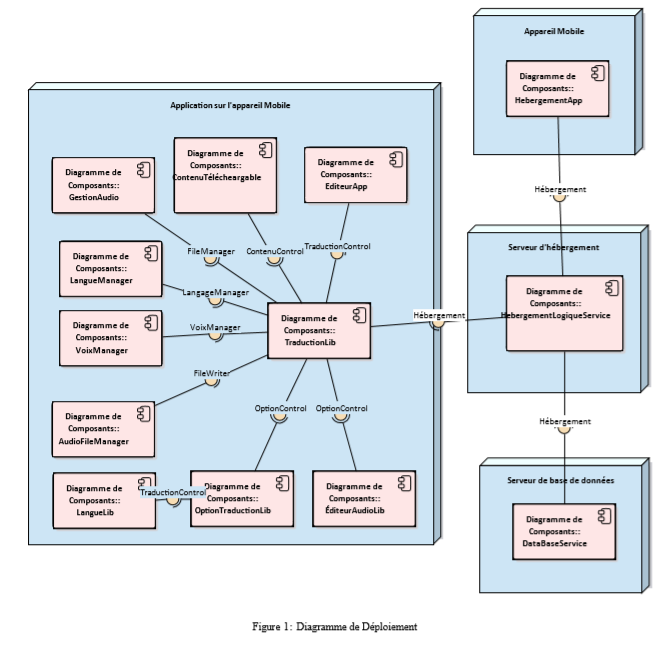 Appareil Mobile
Diagramme de
Composants::
HebergementApp
Hébergement
Application sur l'appareil Mobile
Diagramme de
Composants::
GestionAudio
Diagramme de
Composants::
ContenuTélécheargable
Diagramme de
Composants::
EditeurApp
FileManager
ContenuControl
TraductionControl
Diagramme de
Composants::
LangueManager
LangageManager
Diagramme de
Composants::
VoixManager
VoixManager
Diagramme de
Composants::
TraductionLib
Hébergement
FileWriter
Diagramme de
Composants::
AudioFileManager
OptionControl
OptionControl
Diagramme de
Composants::
LangueLib
TraductionControl
Diagramme de
Composants::
OptionTraductionLib
Diagramme de
Composants::
ÉditeurAudioLib
Serveur d'hébergement
Diagramme de
Composants::
HebergementLogiqueService
Hébergement
Serveur de base de données
Diagramme de
Composants::
DataBaseService
Figure 1: Diagramme de Déploiement